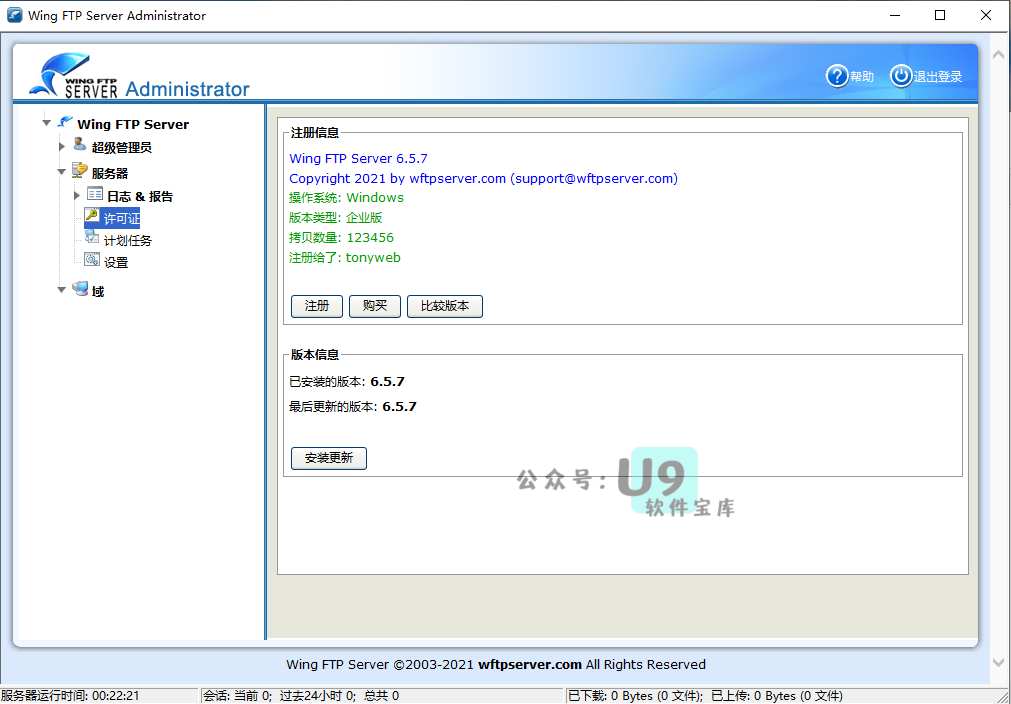 Wing FTP Server Administrator
WING FTP
SERVER Administrator
帮助
退出登录
Wing FTP Server
超级管理员
服务器
日志 & 报告
许可证
计划任务
设置
域
注册信息
Wing FTP Server 6.5.7
Copyright 2021 by wftpserver.com (support@wftpserver.com)
操作系统: Windows
版本类型: 企业版
拷贝数量: 123456
注册给了: tonyweb
注册 购买 比较版本
版本信息
已安装的版本: 6.5.7
最后更新的版本: 6.5.7
安装更新
公众号: U9
软件宝库
Wing FTP Server ©2003-2021 wftpserver.com All Rights Reserved
服务器运行时间: 00:22:21 会话: 当前 0; 过去24小时 0; 总共 0 已下载: 0 Bytes (0 文件); 已上传: 0 Bytes (0 文件)